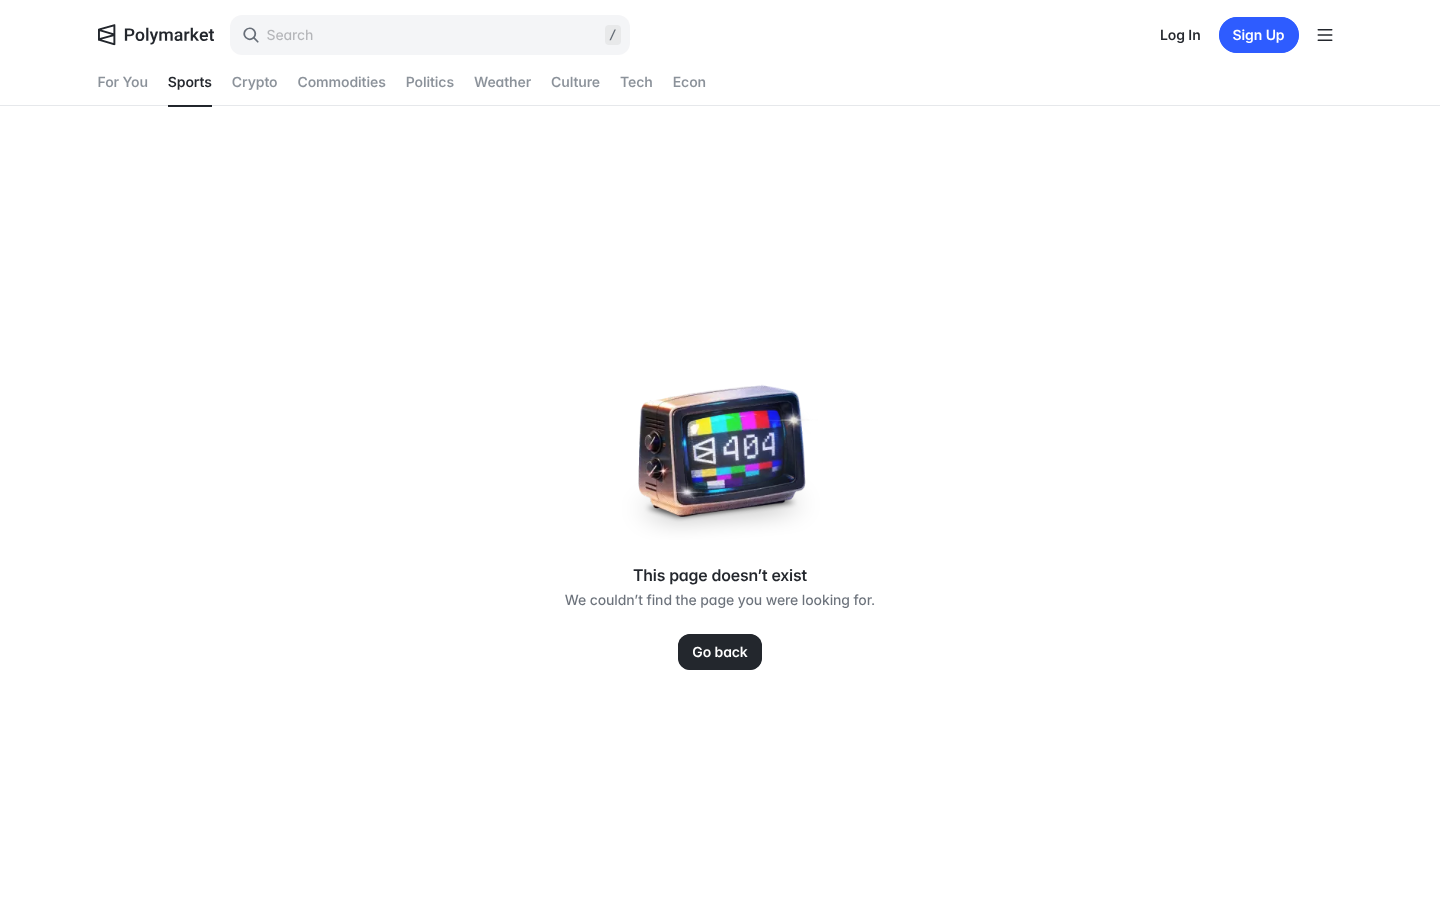 Polymarket
Search
/
Log In
Sign Up
For You
Sports
Crypto
Commodities
Politics
Weather
Culture
Tech
Econ
404
This page doesn’t exist
We couldn’t find the page you were looking for.
Go back